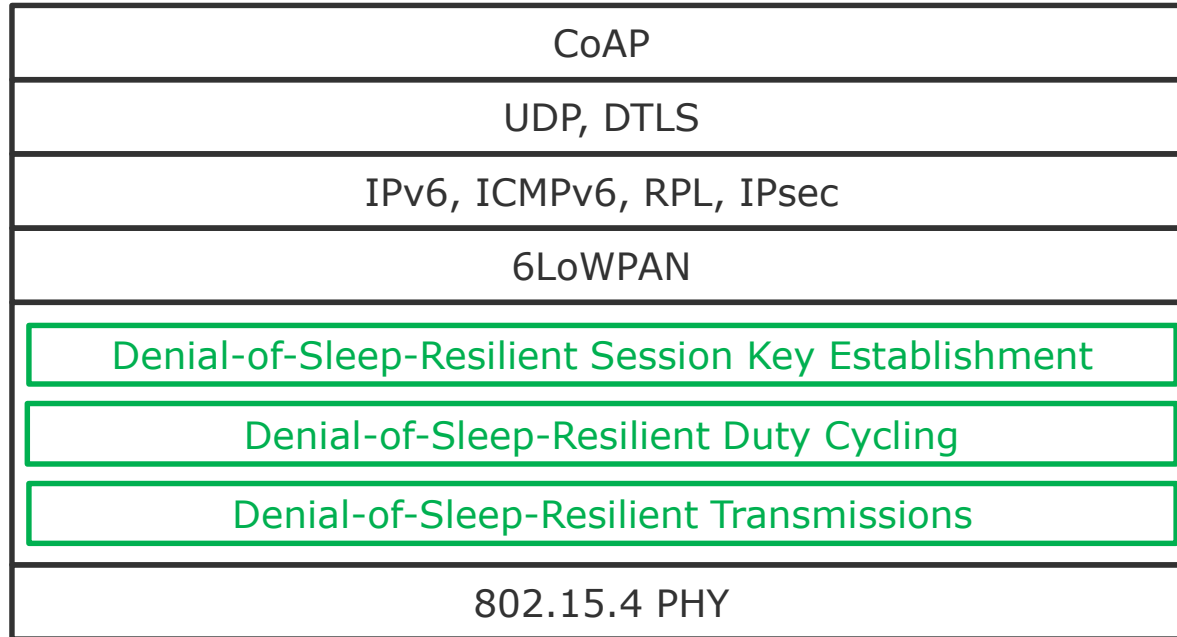 CoAP
UDP, DTLS
IPv6, ICMPv6, RPL, IPsec
6LoWPAN
Denial-of-Sleep-Resilient Session Key Establishment
Denial-of-Sleep-Resilient Duty Cycling
Denial-of-Sleep-Resilient Transmissions
802.15.4 PHY